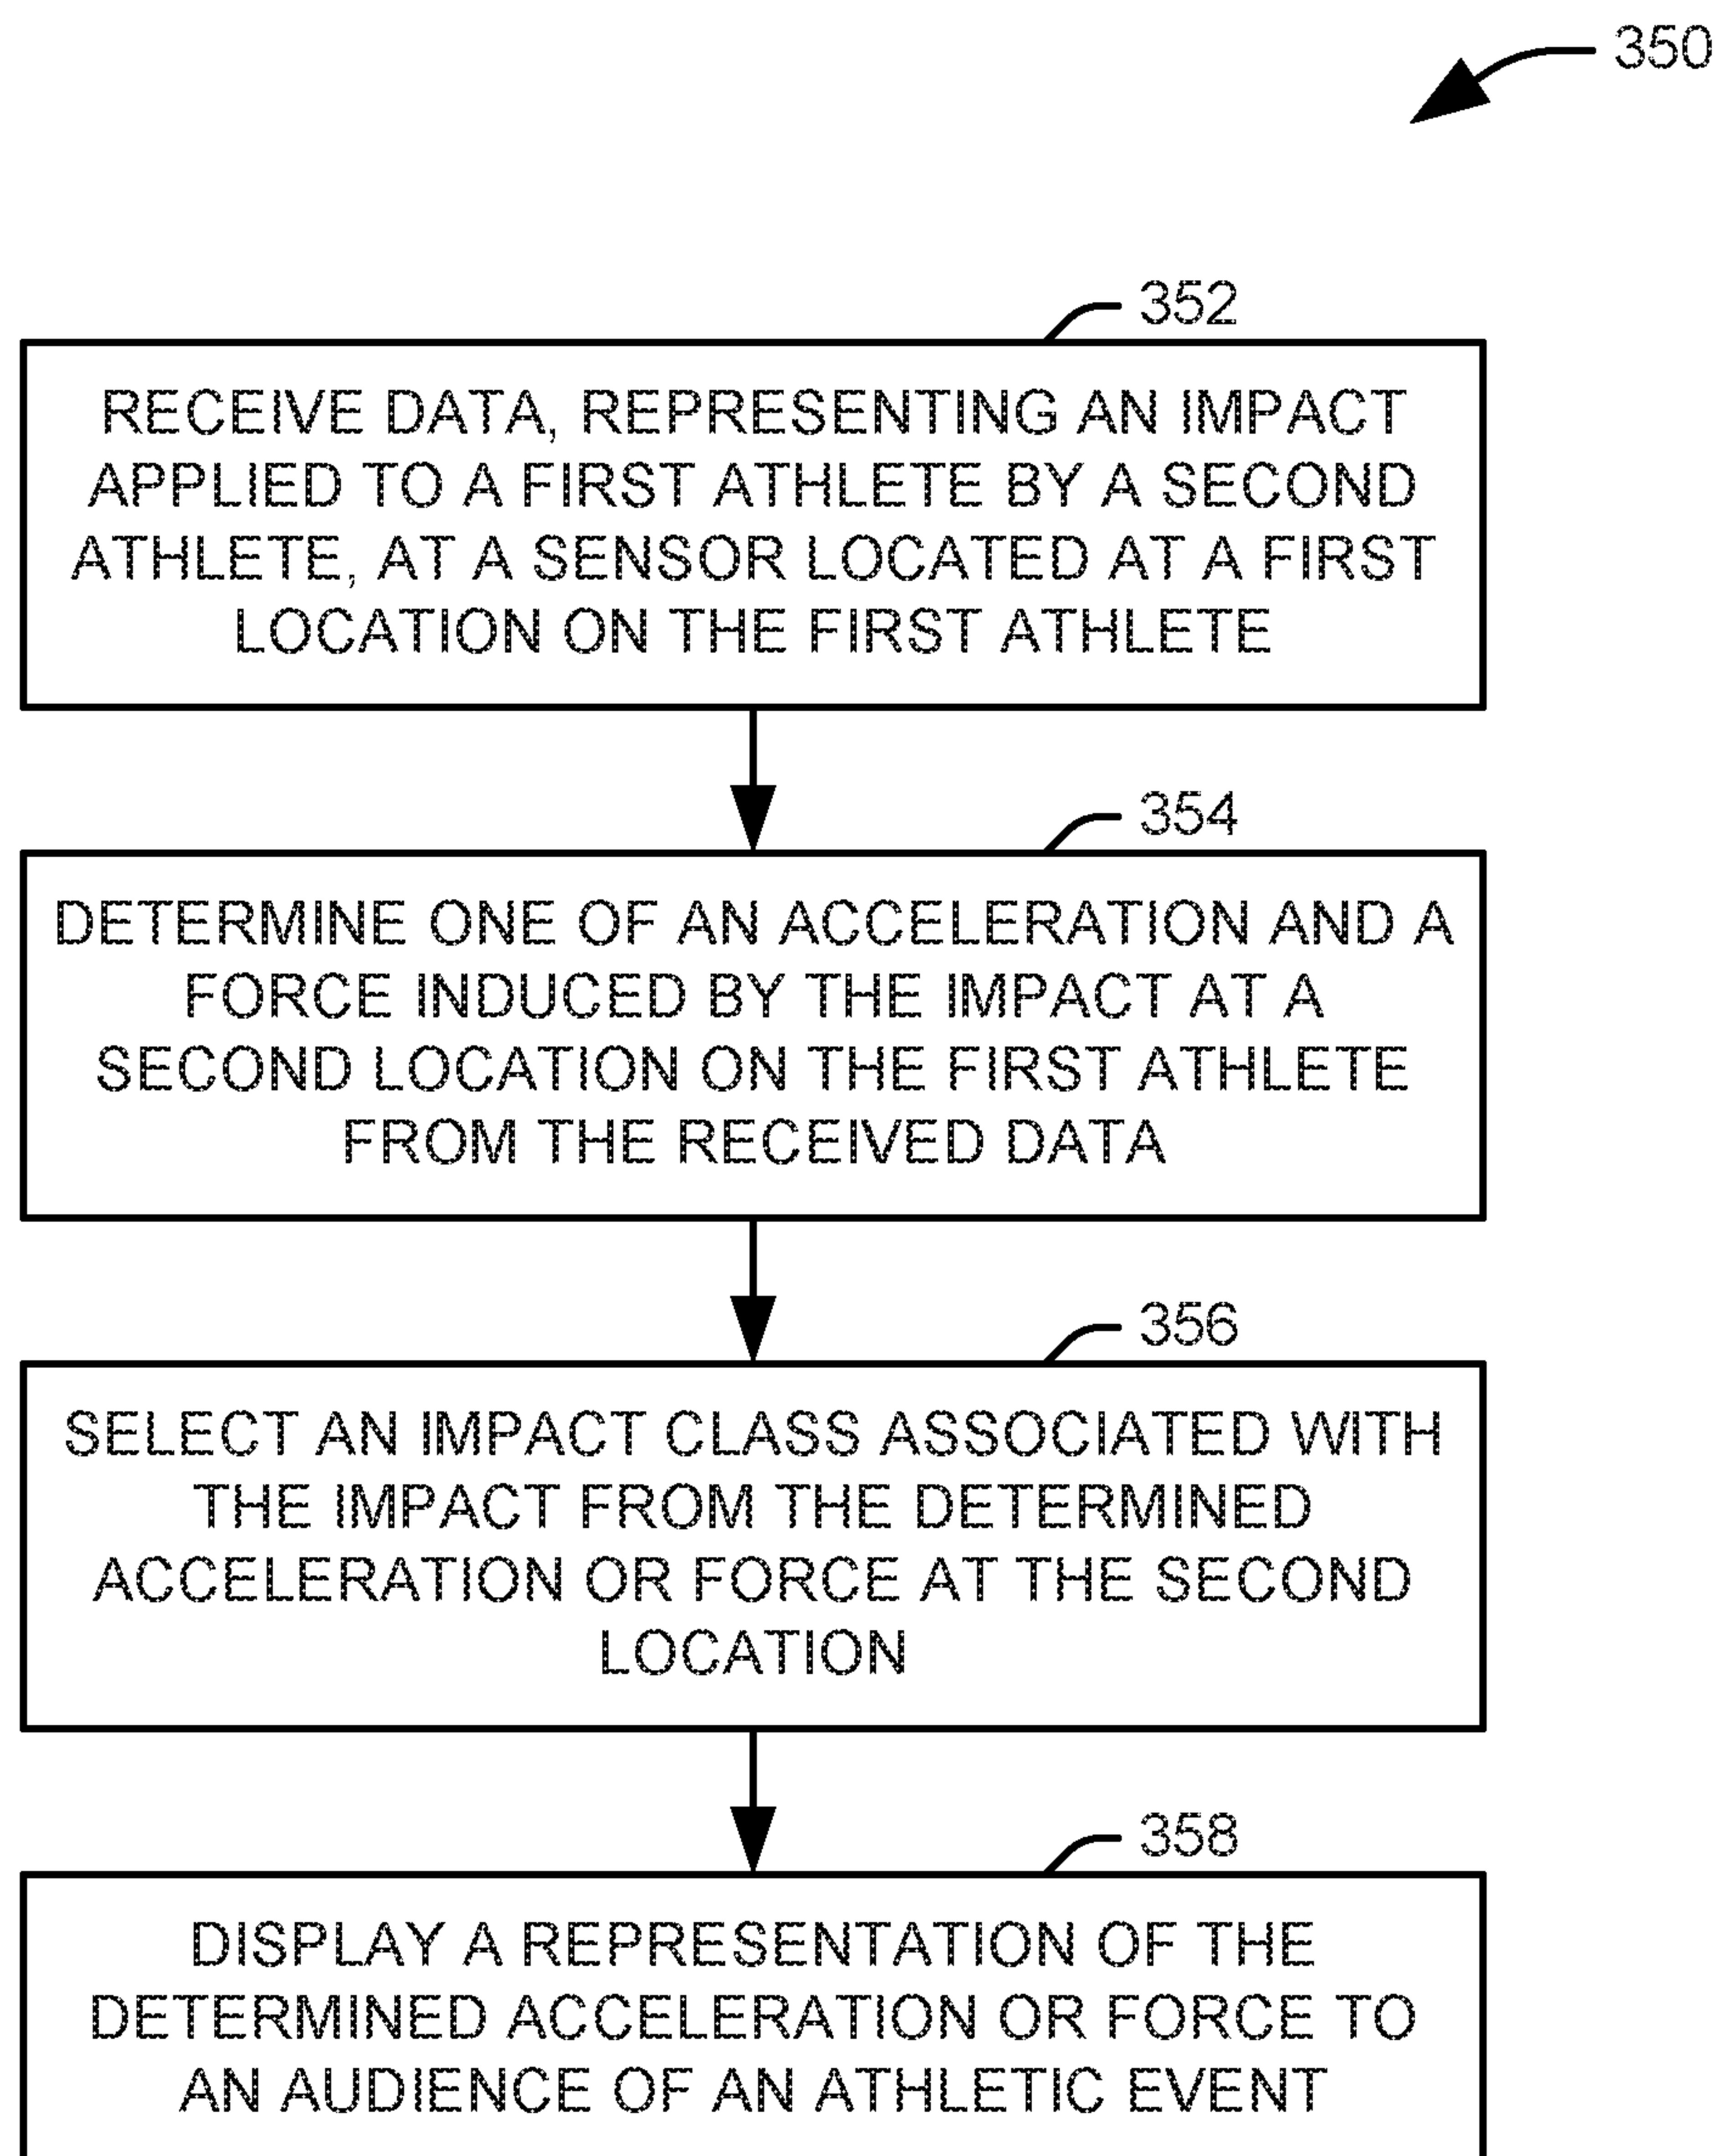 350
352
RECEIVE DATA, REPRESENTING AN IMPACT
APPLIED TO A FIRST ATHLETE BY A SECOND
ATHLETE, AT A SENSOR LOCATED AT A FIRST
LOCATION ON THE FIRST ATHLETE
354
DETERMINE ONE OF AN ACCELERATION AND A
FORCE INDUCED BY THE IMPACT AT A
SECOND LOCATION ON THE FIRST ATHLETE
FROM THE RECEIVED DATA
356
SELECT AN IMPACT CLASS ASSOCIATED WITH
THE IMPACT FROM THE DETERMINED
ACCELERATION OR FORCE AT THE SECOND
LOCATION
358
DISPLAY A REPRESENTATION OF THE
DETERMINED ACCELERATION OR FORCE TO
AN AUDIENCE OF AN ATHLETIC EVENT